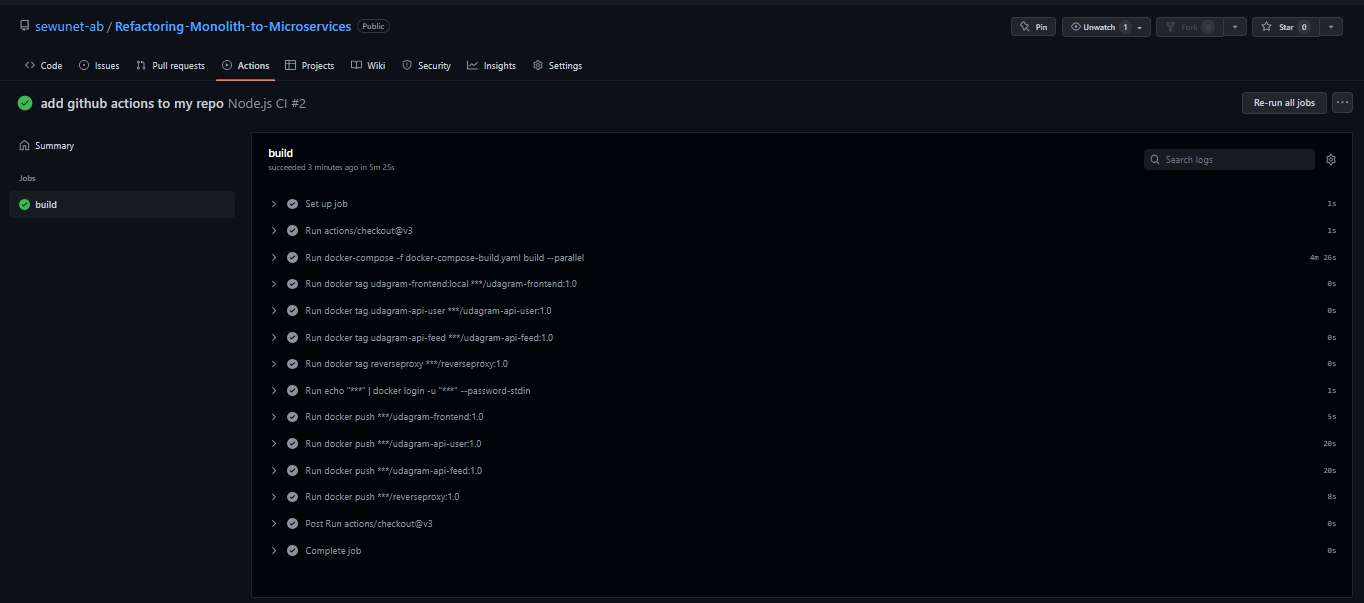 sewunet-ab / Refactoring-Monolith-to-Microservices Public
Pin Unwatch 1 Fork 0 Star 0
Code Issues Pull requests Actions Projects Wiki Security Insights Settings
add github actions to my repo Node.js CI #2
Re-run all jobs
Summary
Jobs
build
build
succeeded 3 minutes ago in 5m 25s
Search logs
Set up job 1s
Run actions/checkout@v3 1s
Run docker-compose -f docker-compose-build.yaml build --parallel 4m 26s
Run docker tag udagram-frontend:local ***/udagram-frontend:1.0 0s
Run docker tag udagram-api-user ***/udagram-api-user:1.0 0s
Run docker tag udagram-api-feed ***/udagram-api-feed:1.0 0s
Run docker tag reverseproxy ***/reverseproxy:1.0 0s
Run echo "***" | docker login -u "***" --password-stdin 1s
Run docker push ***/udagram-frontend:1.0 5s
Run docker push ***/udagram-api-user:1.0 20s
Run docker push ***/udagram-api-feed:1.0 20s
Run docker push ***/reverseproxy:1.0 8s
Post Run actions/checkout@v3 0s
Complete job 0s